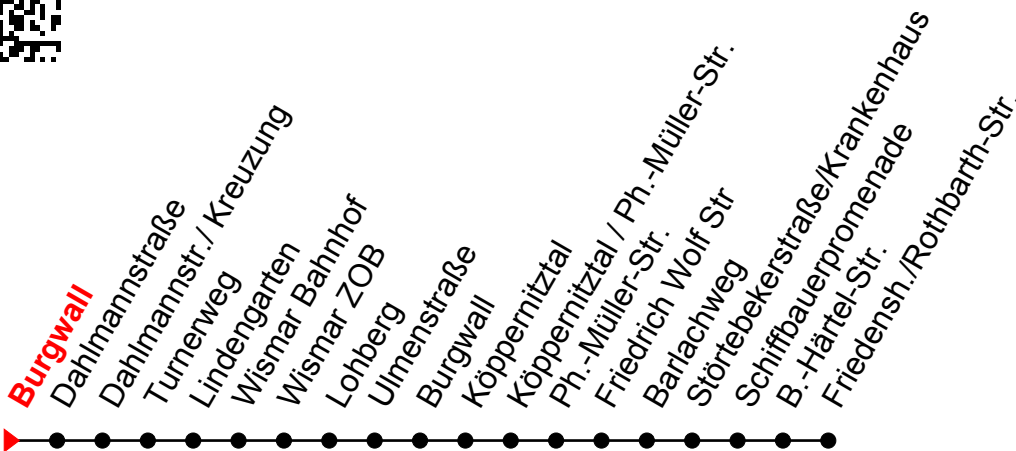 Burgwall
Dahlmannstraße
Dahlmannstr./ Kreuzung
Turnerweg
Lindengarten
Wismar Bahnhof
Wismar ZOB
Lohberg
Ulmenstraße
Burgwall
Köppernitztal
Köppernitztal / Ph.-Müller-Str.
Ph.-Müller-Str.
Friedrich Wolf Str
Barlachweg
Störtebekerstraße/Krankenhaus
Schiffbauerpromenade
B.-Härtel-Str.
Friedensh./Rothbarth-Str.